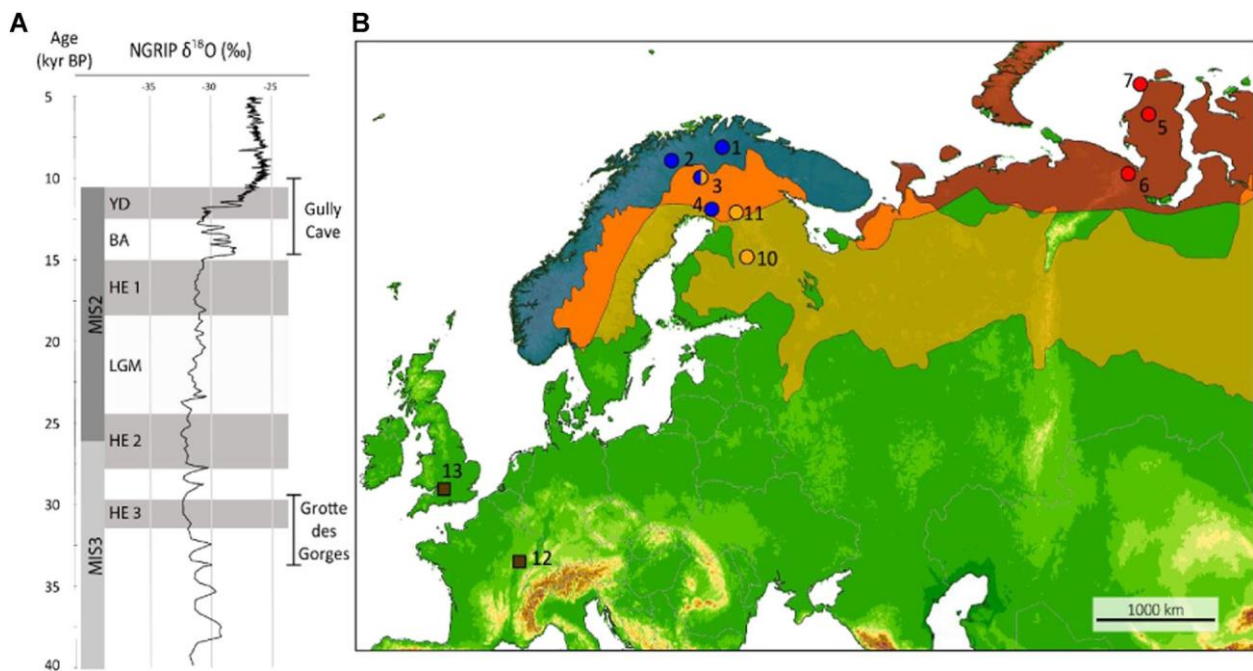 A
Age
(kyr BP)
NGRIP δ18O (‰)
-35 -30 -25
5
10
15
20
25
30
35
40
MIS2
MIS3
YD
BA
HE 1
LGM
HE 2
HE 3
Gully
Cave
Grotte
des
Gorges
B
7
5
6
1
2
3
4
11
10
13
12
1000 km